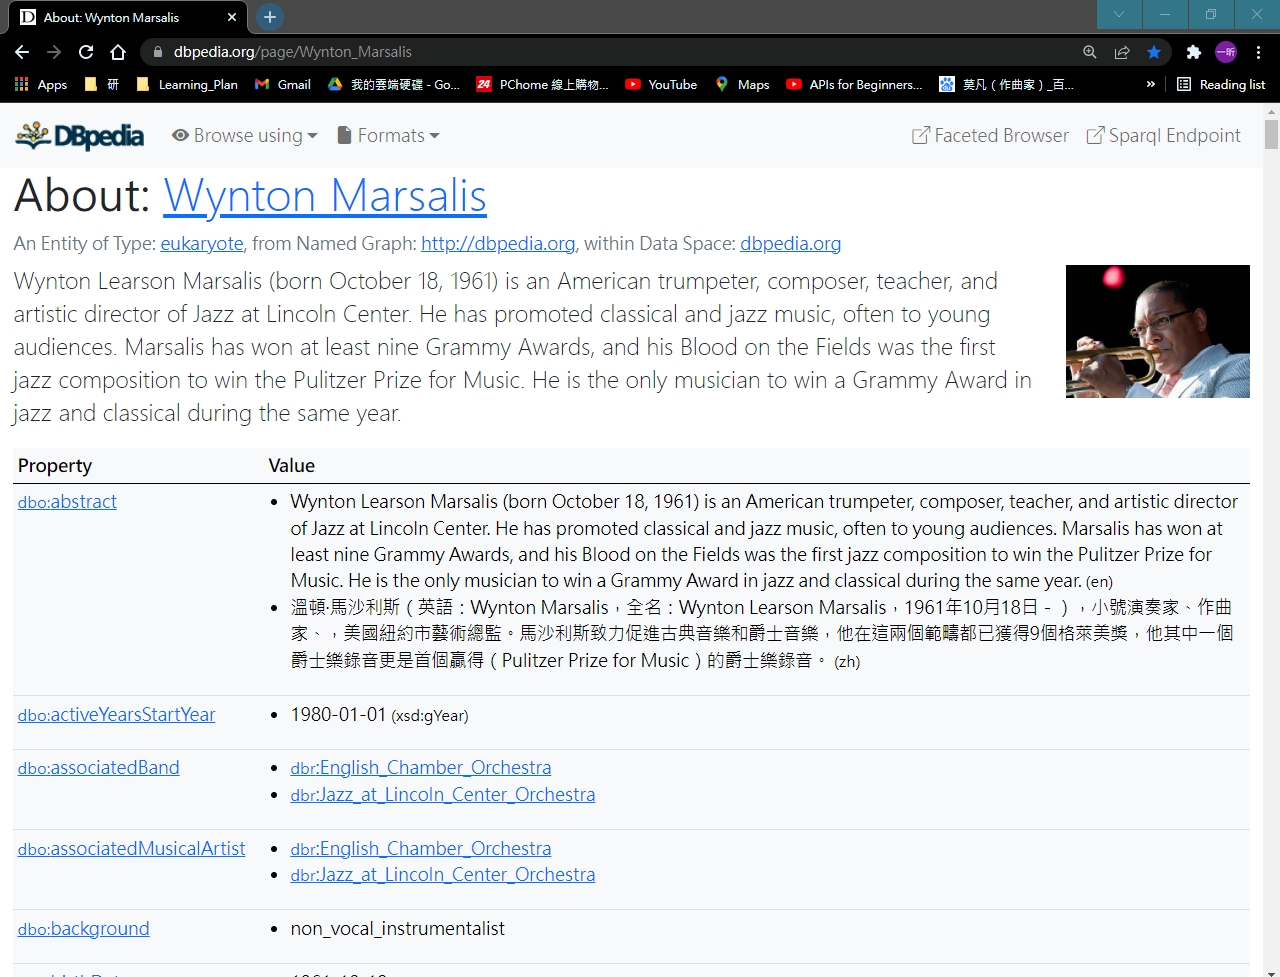 About: Wynton Marsalis
dbpedia.org/page/Wynton_Marsalis
一昕
Apps 研 Learning_Plan Gmail 我的雲端硬碟 - Go... 24 PChome 線上購物... YouTube Maps APIs for Beginners... 莫凡（作曲家）_百... » Reading list
DBpedia Browse using Formats Faceted Browser Sparql Endpoint
About: Wynton Marsalis
An Entity of Type: eukaryote, from Named Graph: http://dbpedia.org, within Data Space: dbpedia.org
Wynton Learson Marsalis (born October 18, 1961) is an American trumpeter, composer, teacher, and
artistic director of Jazz at Lincoln Center. He has promoted classical and jazz music, often to young
audiences. Marsalis has won at least nine Grammy Awards, and his Blood on the Fields was the first
jazz composition to win the Pulitzer Prize for Music. He is the only musician to win a Grammy Award in
jazz and classical during the same year.
Property Value
dbo:abstract
• Wynton Learson Marsalis (born October 18, 1961) is an American trumpeter, composer, teacher, and artistic director
of Jazz at Lincoln Center. He has promoted classical and jazz music, often to young audiences. Marsalis has won at
least nine Grammy Awards, and his Blood on the Fields was the first jazz composition to win the Pulitzer Prize for
Music. He is the only musician to win a Grammy Award in jazz and classical during the same year. (en)
• 溫頓·馬沙利斯（英語：Wynton Marsalis，全名：Wynton Learson Marsalis，1961年10月18日－），小號演奏家、作曲
家、，美國紐約市藝術總監。馬沙利斯致力促進古典音樂和爵士音樂，他在這兩個範疇都已獲得9個格萊美獎，他其中一個
爵士樂錄音更是首個贏得（Pulitzer Prize for Music）的爵士樂錄音。 (zh)
dbo:activeYearsStartYear
• 1980-01-01 (xsd:gYear)
dbo:associatedBand
• dbr:English_Chamber_Orchestra
• dbr:Jazz_at_Lincoln_Center_Orchestra
dbo:associatedMusicalArtist
• dbr:English_Chamber_Orchestra
• dbr:Jazz_at_Lincoln_Center_Orchestra
dbo:background
• non_vocal_instrumentalist